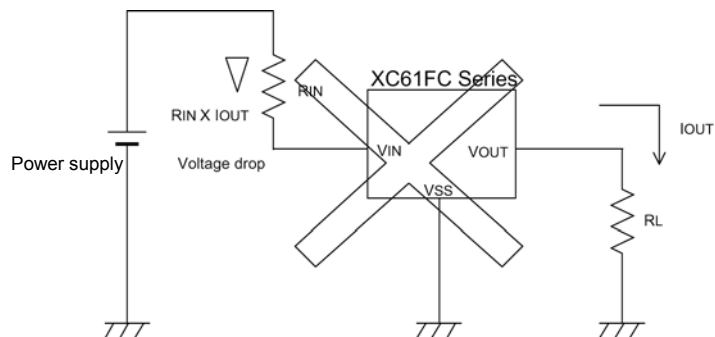 XC61FC Series
RIN
RIN X IOUT
Voltage drop
Power supply
VIN
VOUT
VSS
IOUT
RL